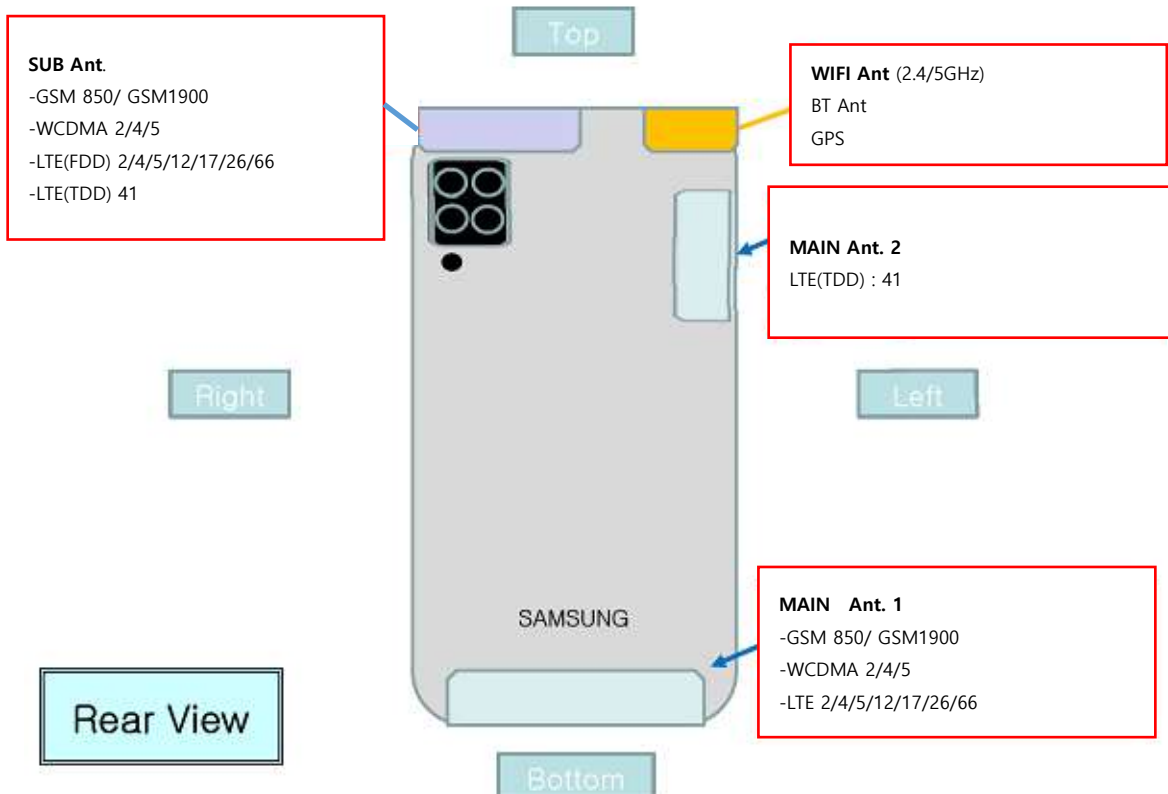 Top
SUB Ant.
-GSM 850/ GSM1900
-WCDMA 2/4/5
-LTE(FDD) 2/4/5/12/17/26/66
-LTE(TDD) 41
WIFI Ant (2.4/5GHz)
BT Ant
GPS
MAIN Ant. 2
LTE(TDD) : 41
Right
Left
SAMSUNG
MAIN Ant. 1
-GSM 850/ GSM1900
-WCDMA 2/4/5
-LTE 2/4/5/12/17/26/66
Rear View
Bottom